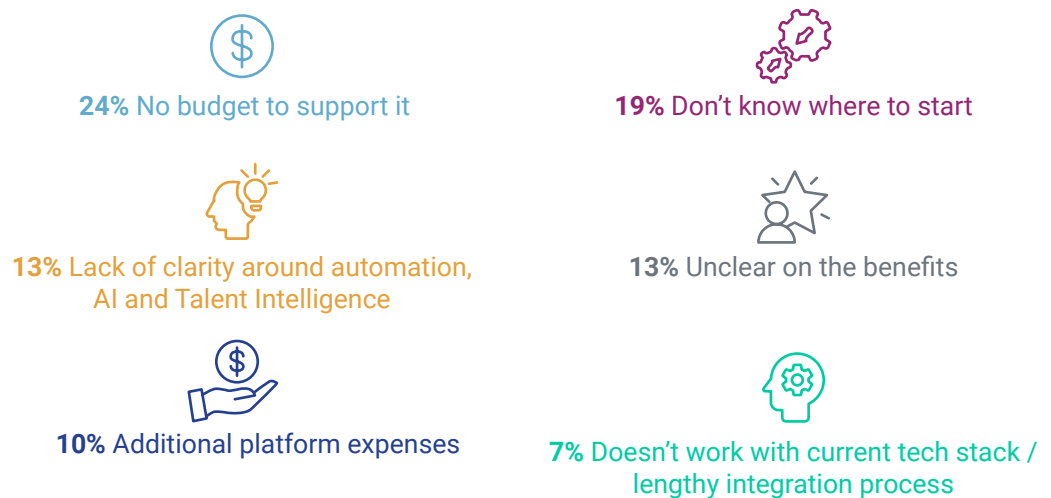 $
24% No budget to support it
19% Don’t know where to start
13% Lack of clarity around automation,
AI and Talent Intelligence
13% Unclear on the benefits
$
10% Additional platform expenses
7% Doesn’t work with current tech stack /
lengthy integration process